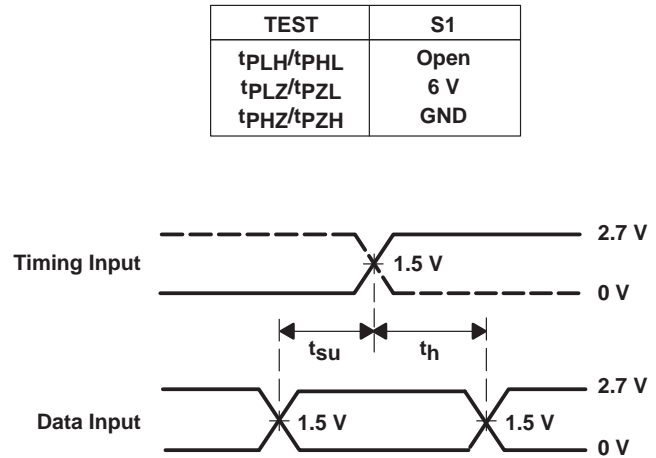 TEST S1
tPLH/tPHL Open
tPLZ/tPZL 6 V
tPHZ/tPZH GND
2.7 V
Timing Input 1.5 V
0 V
tsu th
2.7 V
Data Input 1.5 V 1.5 V
0 V